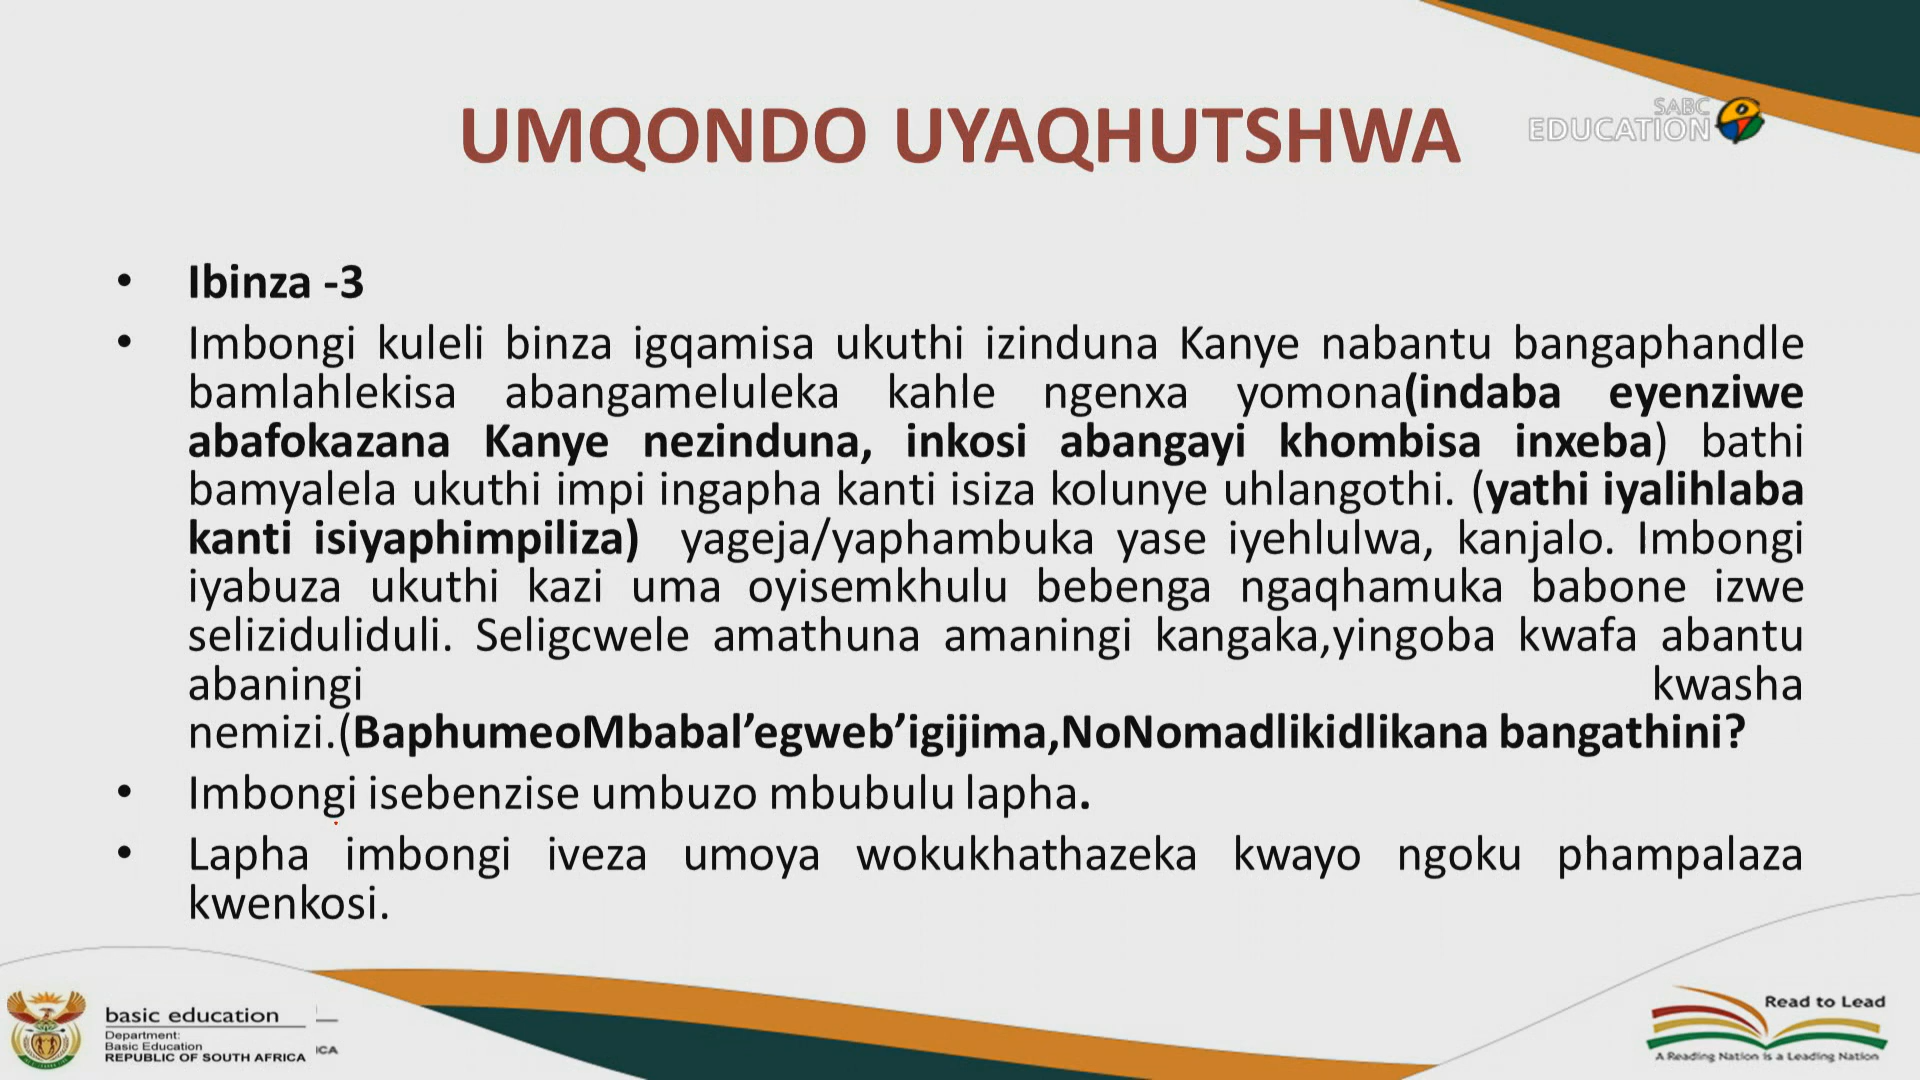 SABC
EDUCATION
UMQONDO UYAQHUTSHWA
• Ibinza -3
• Imbongi kuleli binza igqamisa ukuthi izinduna Kanye nabantu bangaphandle
bamlahlekisa abangameluleka kahle ngenxa yomona(indaba eyenziwe
abafokazana Kanye nezinduna, inkosi abangayi khombisa inxeba) bathi
bamyalela ukuthi impi ingapha kanti isiza kolunye uhlangothi. (yathi iyalihlaba
kanti isiyaphimpiliza) yageja/yaphambuka yase iyehlulwa, kanjalo. Imbongi
iyabuza ukuthi kazi uma oyisemkhulu bebenga ngaqhamuka babone izwe
seliziduliduli. Seligcwele amathuna amaningi kangaka,yingoba kwafa abantu
abaningi kwasha
nemizi.(BaphumeoMbabal’egweb’igijima,NoNomadlikidlikana bangathini?
• Imbongi isebenzise umbuzo mbubulu lapha.
• Lapha imbongi iveza umoya wokukhathazeka kwayo ngoku phampalaza
kwenkosi.
basic education
Department:
Basic Education
REPUBLIC OF SOUTH AFRICA
ICA
Read to Lead
A Reading Nation is a Leading Nation